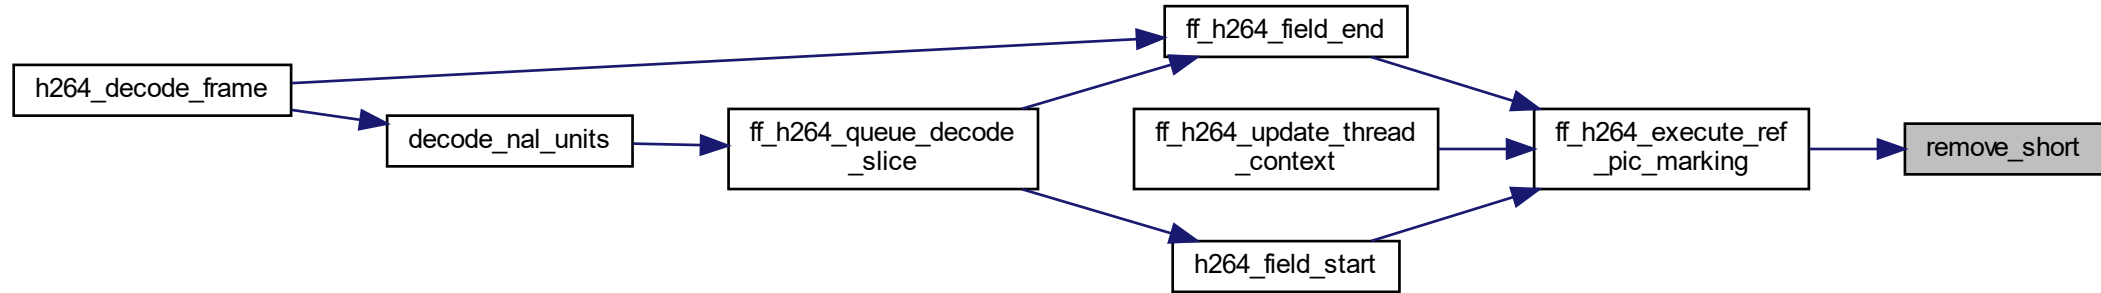 h264_decode_frame
decode_nal_units
ff_h264_queue_decode
_slice
ff_h264_field_end
ff_h264_update_thread
_context
h264_field_start
ff_h264_execute_ref
_pic_marking
remove_short